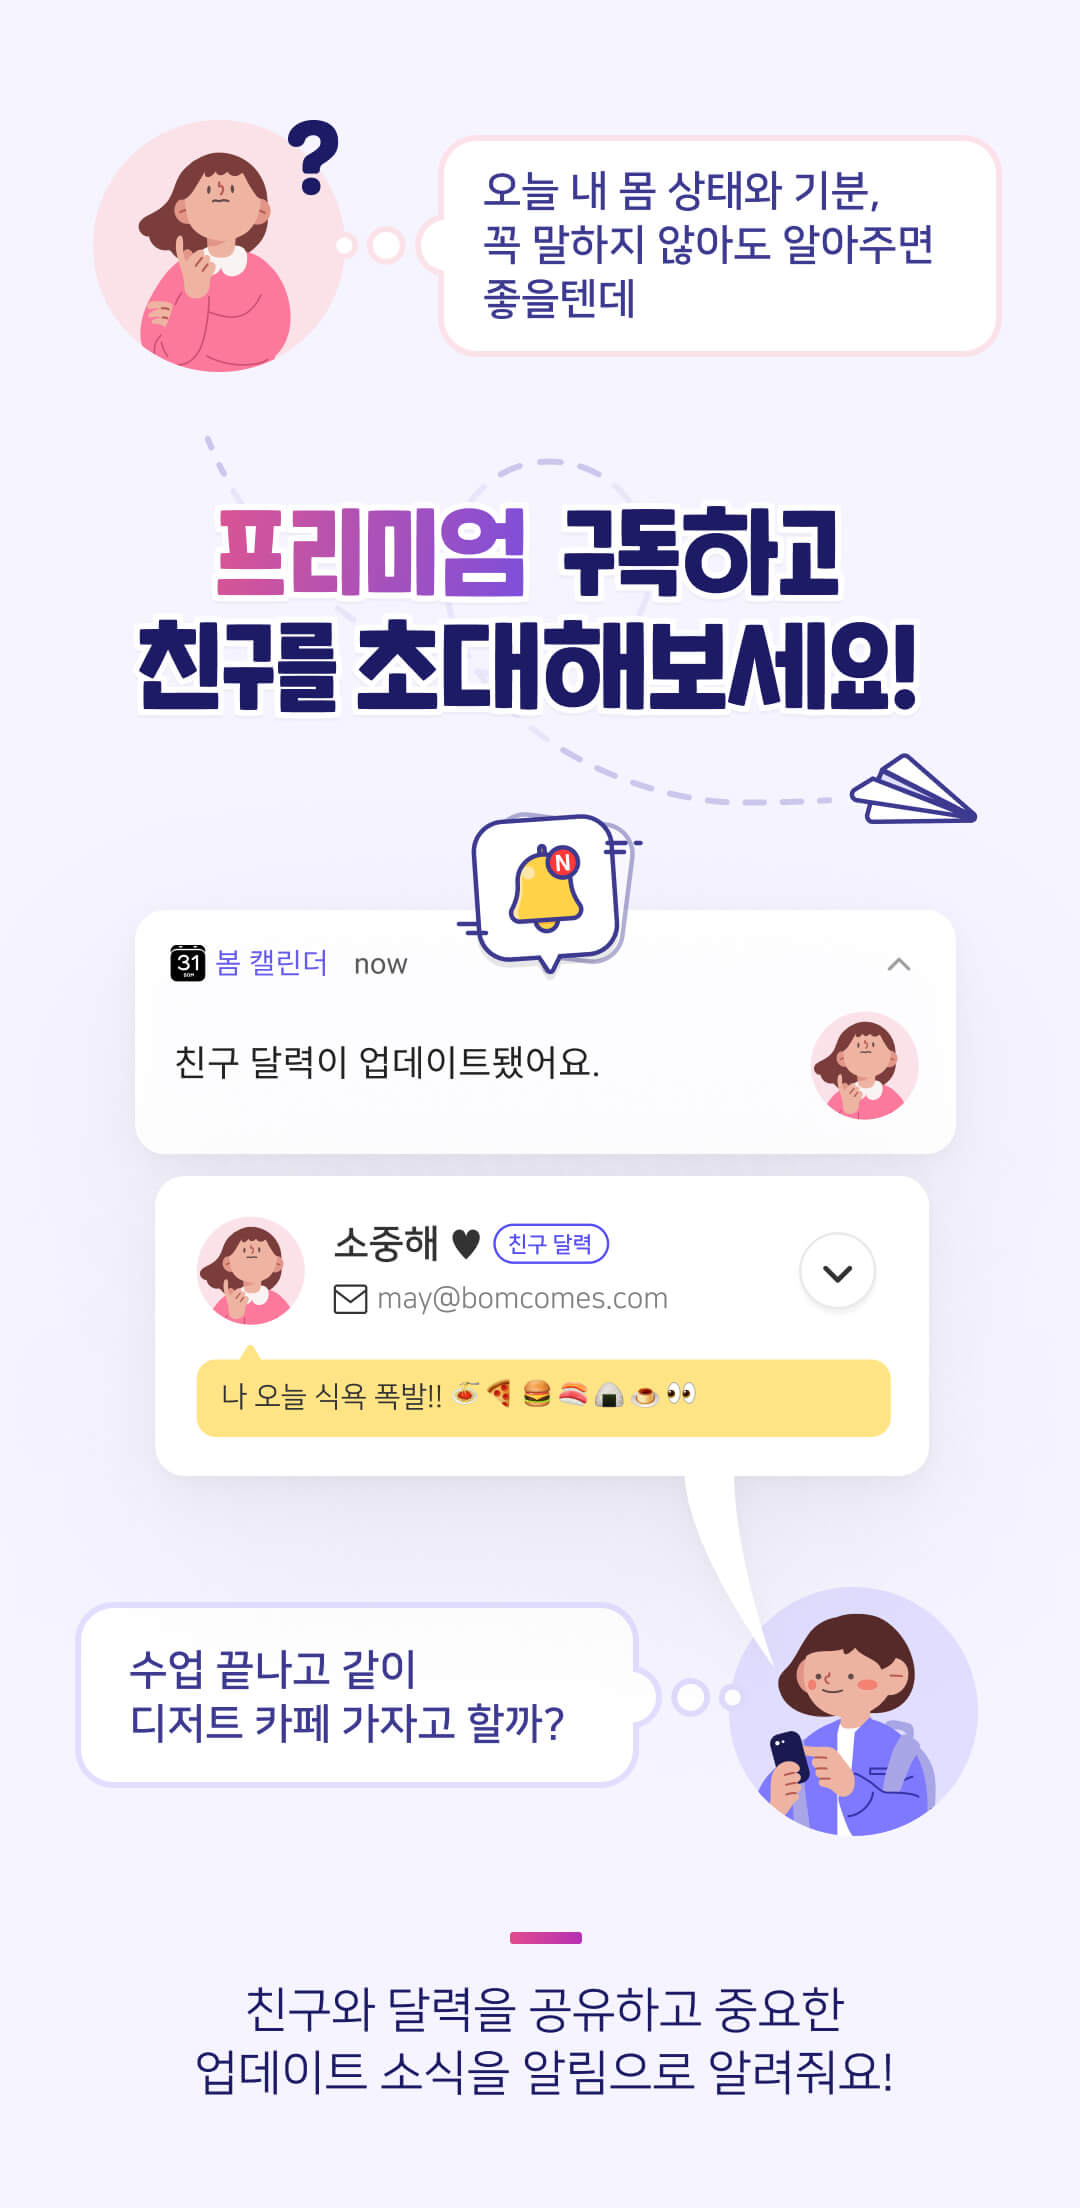 ?
오늘 내 몸 상태와 기분,
꼭 말하지 않아도 알아주면
좋을텐데
프리미엄 구독하고
친구를 초대해보세요!
N
31 BOM 봄 캘린더 now
친구 달력이 업데이트됐어요.
소중해 ♥ 친구 달력
may@bomcomes.com
나 오늘 식욕 폭발!! 🍝🍕🍔🍣🍙🍮👀
수업 끝나고 같이
디저트 카페 가자고 할까?
친구와 달력을 공유하고 중요한
업데이트 소식을 알림으로 알려줘요!